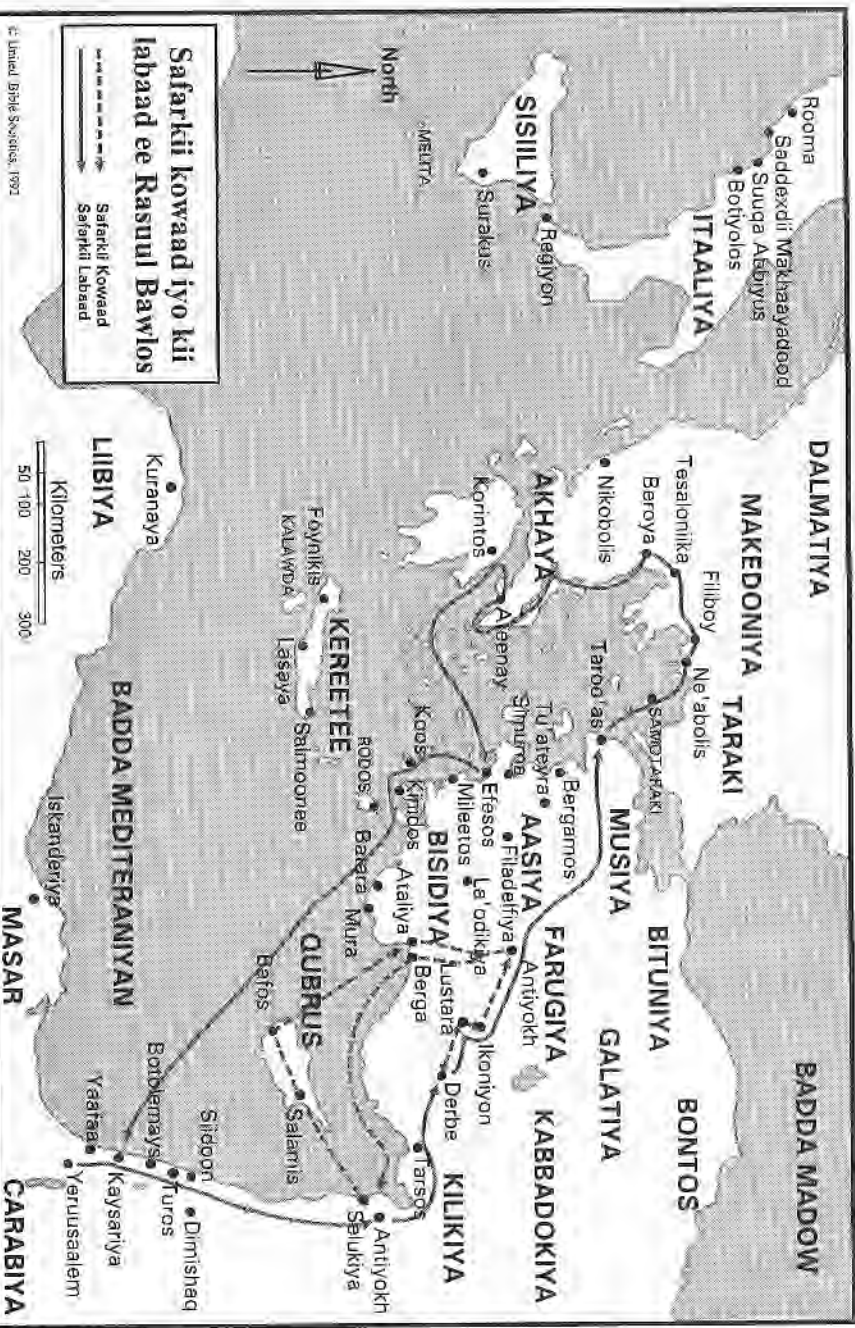 Safarkii kowaad iyo kii
labaad ee Rasuul Bawlos
Safarkii Kowaad
Safarkii Labaad
North
© United Bible Societies, 1992
Rooma
Saddexdii Makhaayadood
Suuqa Abbiyus
Botiyolos
ITAALIYA
Regiyon
SISIILIYA
Surakus
MELITA
DALMATIYA
MAKEDONIYA
TARAKI
BADDA MADOW
Filiboy
Ne'abolis
Tesaloniika
Beroya
SAMOTARAKI
Nikobolis
Taroo'as
AKHAYA
Korintos
Ateenay
MUSIYA
BITUNIYA
BONTOS
GALATIYA
Bergamos
Tu'ateyra
Simurna
AASIYA
Filadelfiya
FARUGIYA
KABBADOKIYA
Antiyokh
Efesos
La'odikiya
Mileetos
Ikoniyon
BISIDIYA
Lustara
Derbe
KILIKIYA
Koos
Kinidos
Ataliya
Berga
Tarsos
RODOS
Batara
Mura
Antiyokh
Selukiya
KEREETEE
Foynikis
KALAWDA
Lasaya
Salmoonee
QUBRUS
Bafos
Salamis
Siidoon
Dimishaq
Turos
Botolemays
Kaysariya
Yaafaa
Yeruusaalem
BADDA MEDITERANIYAN
Kuranaya
LIIBIYA
Iskanderiya
MASAR
CARABIYA
Kilometers
50 100 200 300